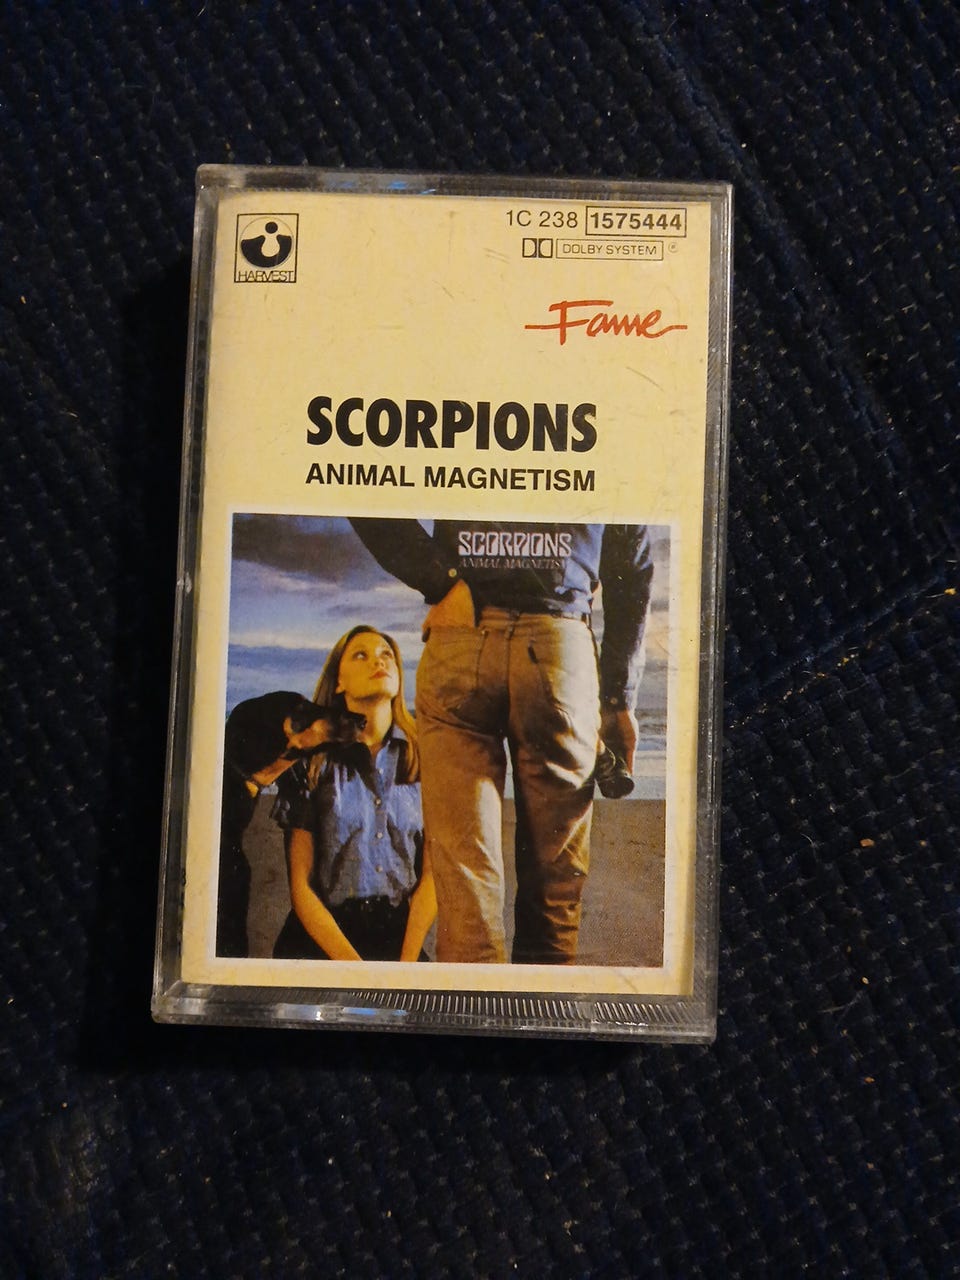 HARVEST
1C 238 1575444
DOLBY SYSTEM ®
Fame
SCORPIONS
ANIMAL MAGNETISM
SCORPIONS
ANIMAL MAGNETISM